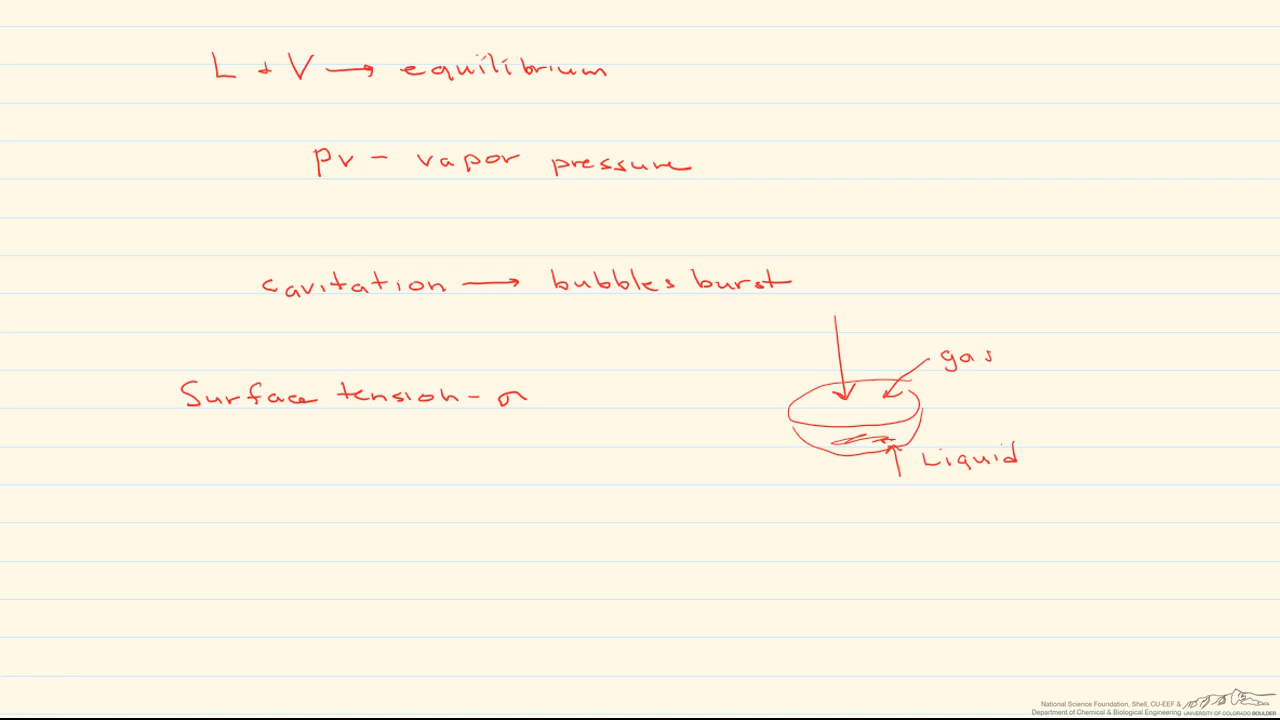 L + V → equilibrium
Pv - vapor pressure
cavitation → bubbles burst
gas
Surface tension - σ
Liquid
National Science Foundation, Shell, CU-EEF &
Department of Chemical & Biological Engineering UNIVERSITY OF COLORADO BOULDER